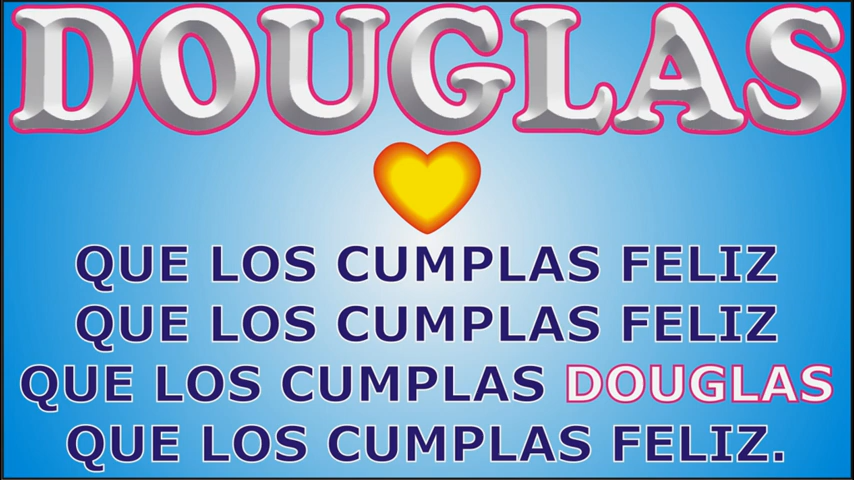 DOUGLAS
QUE LOS CUMPLAS FELIZ
QUE LOS CUMPLAS FELIZ
QUE LOS CUMPLAS DOUGLAS
QUE LOS CUMPLAS FELIZ.